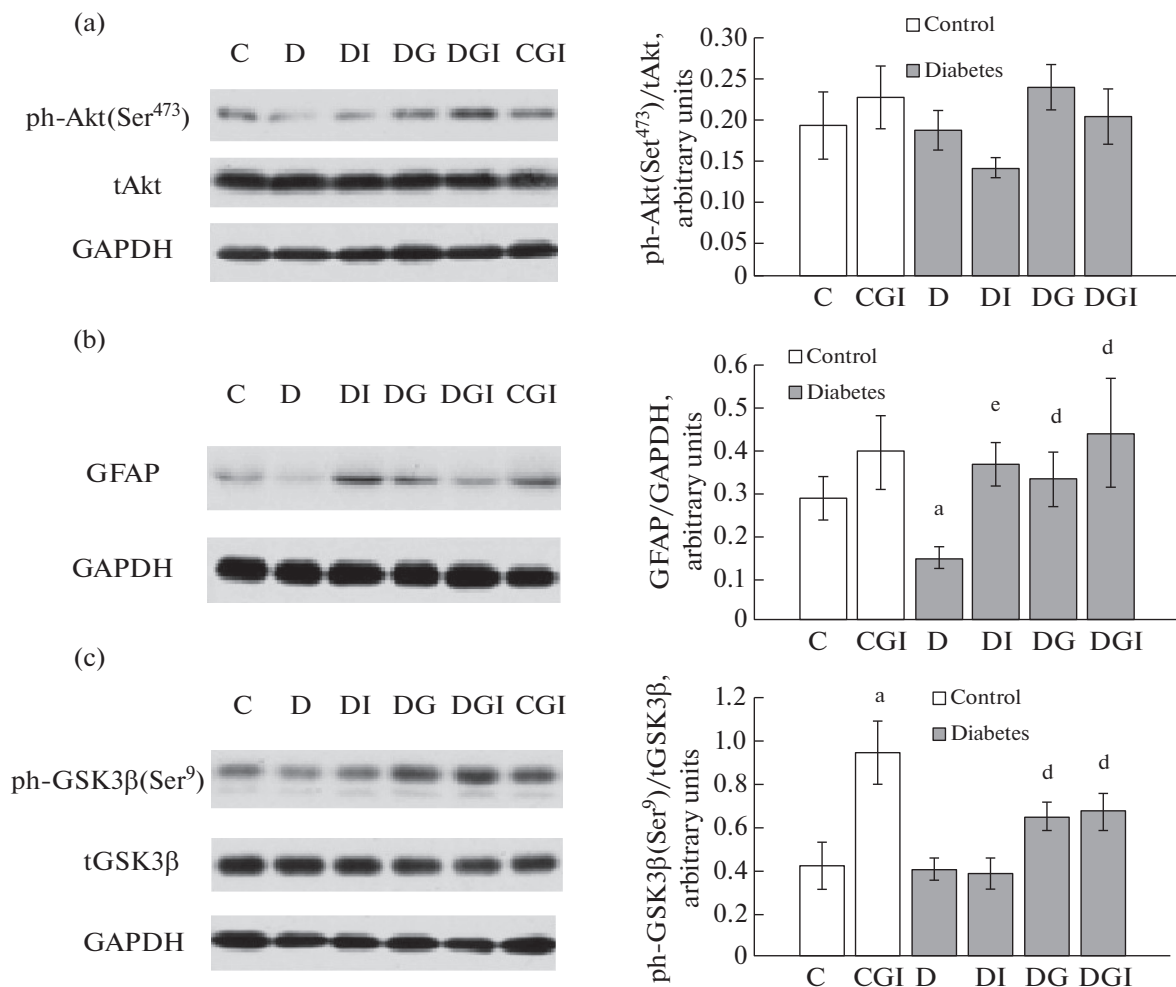 (a)
C D DI DG DGI CGI
ph-Akt(Ser⁴⁷³)
tAkt
GAPDH
ph-Akt(Set⁴⁷³)/tAkt,
arbitrary units
0.30
0.25
0.20
0.15
0.10
0.05
0
Control
Diabetes
C CGI D DI DG DGI
(b)
C D DI DG DGI CGI
GFAP
GAPDH
GFAP/GAPDH,
arbitrary units
0.6
0.5
0.4
0.3
0.2
0.1
0
Control
Diabetes
a
e
d
d
C CGI D DI DG DGI
(c)
C D DI DG DGI CGI
ph-GSK3β(Ser⁹)
tGSK3β
GAPDH
ph-GSK3β(Ser⁹)/tGSK3β,
arbitrary units
1.2
1.0
0.8
0.6
0.4
0.2
0
Control
Diabetes
a
d
d
C CGI D DI DG DGI